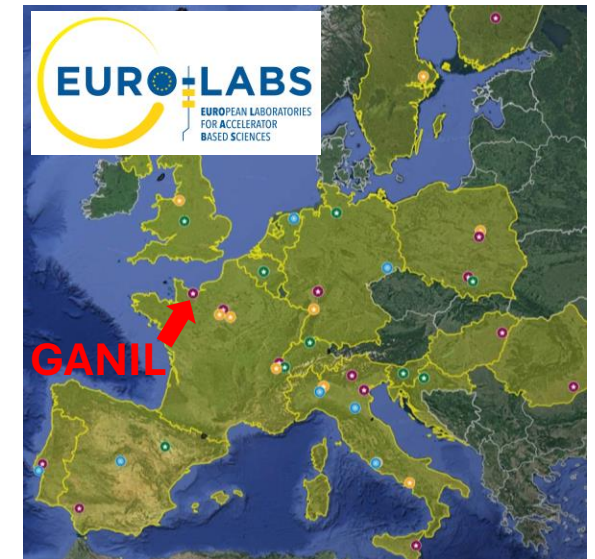 EURO-LABS
EUROPEAN LABORATORIES
FOR ACCELERATOR
BASED SCIENCES
GANIL